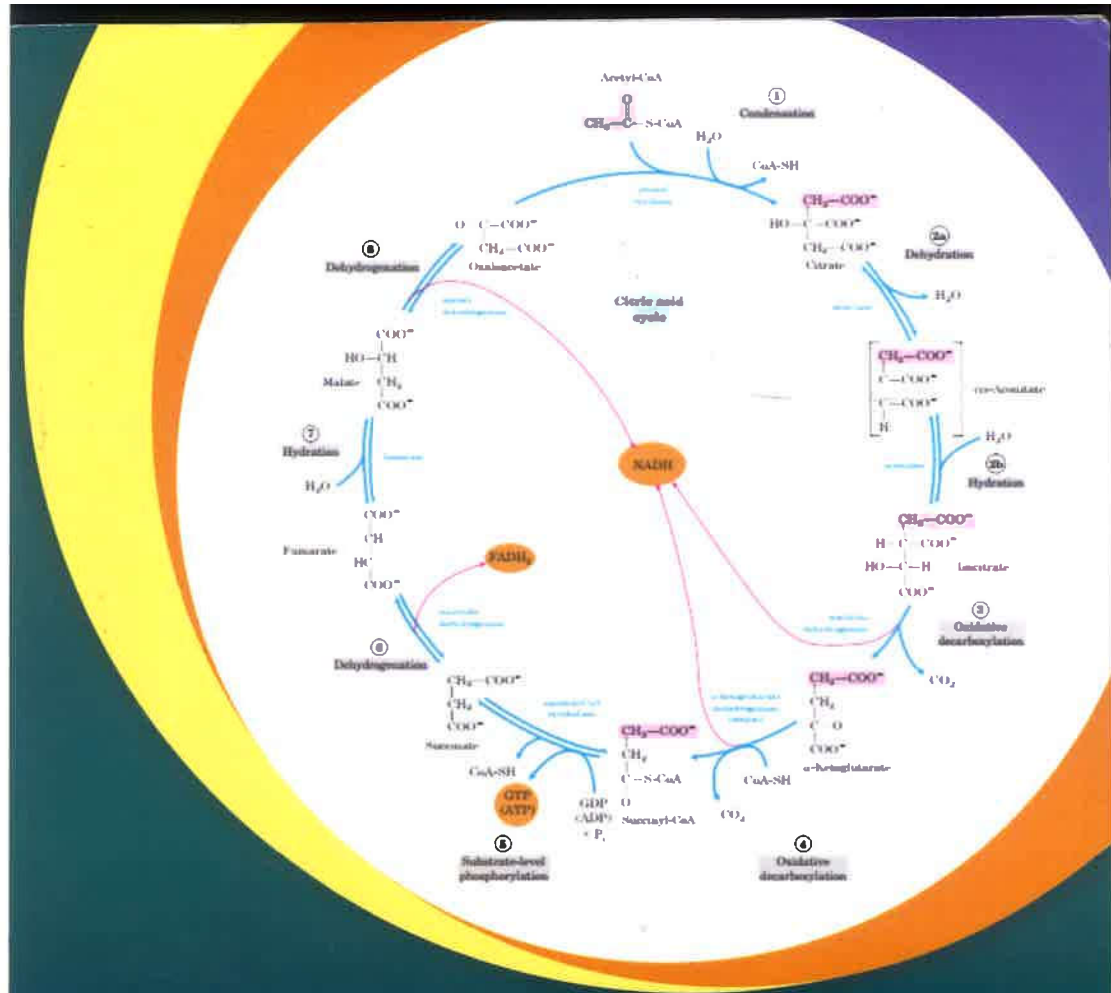 Acetyl-CoA
O
CH₃—C—S-CoA
①
Condensation
H₂O
CoA-SH
CH₂—COO⁻
HO—C—COO⁻
CH₂—COO⁻
Citrate
2a
Dehydration
H₂O
CH₂—COO⁻
C—COO⁻
C—COO⁻
H
cis-Aconitate
H₂O
2b
Hydration
CH₂—COO⁻
H—C—COO⁻
HO—C—H
COO⁻
Isocitrate
③
Oxidative
decarboxylation
CO₂
CH₂—COO⁻
CH₂
C O
COO⁻
α-Ketoglutarate
CoA-SH
CO₂
④
Oxidative
decarboxylation
CH₂—COO⁻
CH₂
C—S-CoA
O
Succinyl-CoA
GDP
(ADP)
+ Pᵢ
GTP
(ATP)
CoA-SH
⑤
Substrate-level
phosphorylation
CH₂—COO⁻
CH₂
COO⁻
Succinate
⑥
Dehydrogenation
FADH₂
COO⁻
CH
HC
COO⁻
Fumarate
⑦
Hydration
H₂O
COO⁻
HO—CH
CH₂
COO⁻
Malate
⑧
Dehydrogenation
O C—COO⁻
CH₂—COO⁻
Oxaloacetate
Citric acid
cycle
NADH